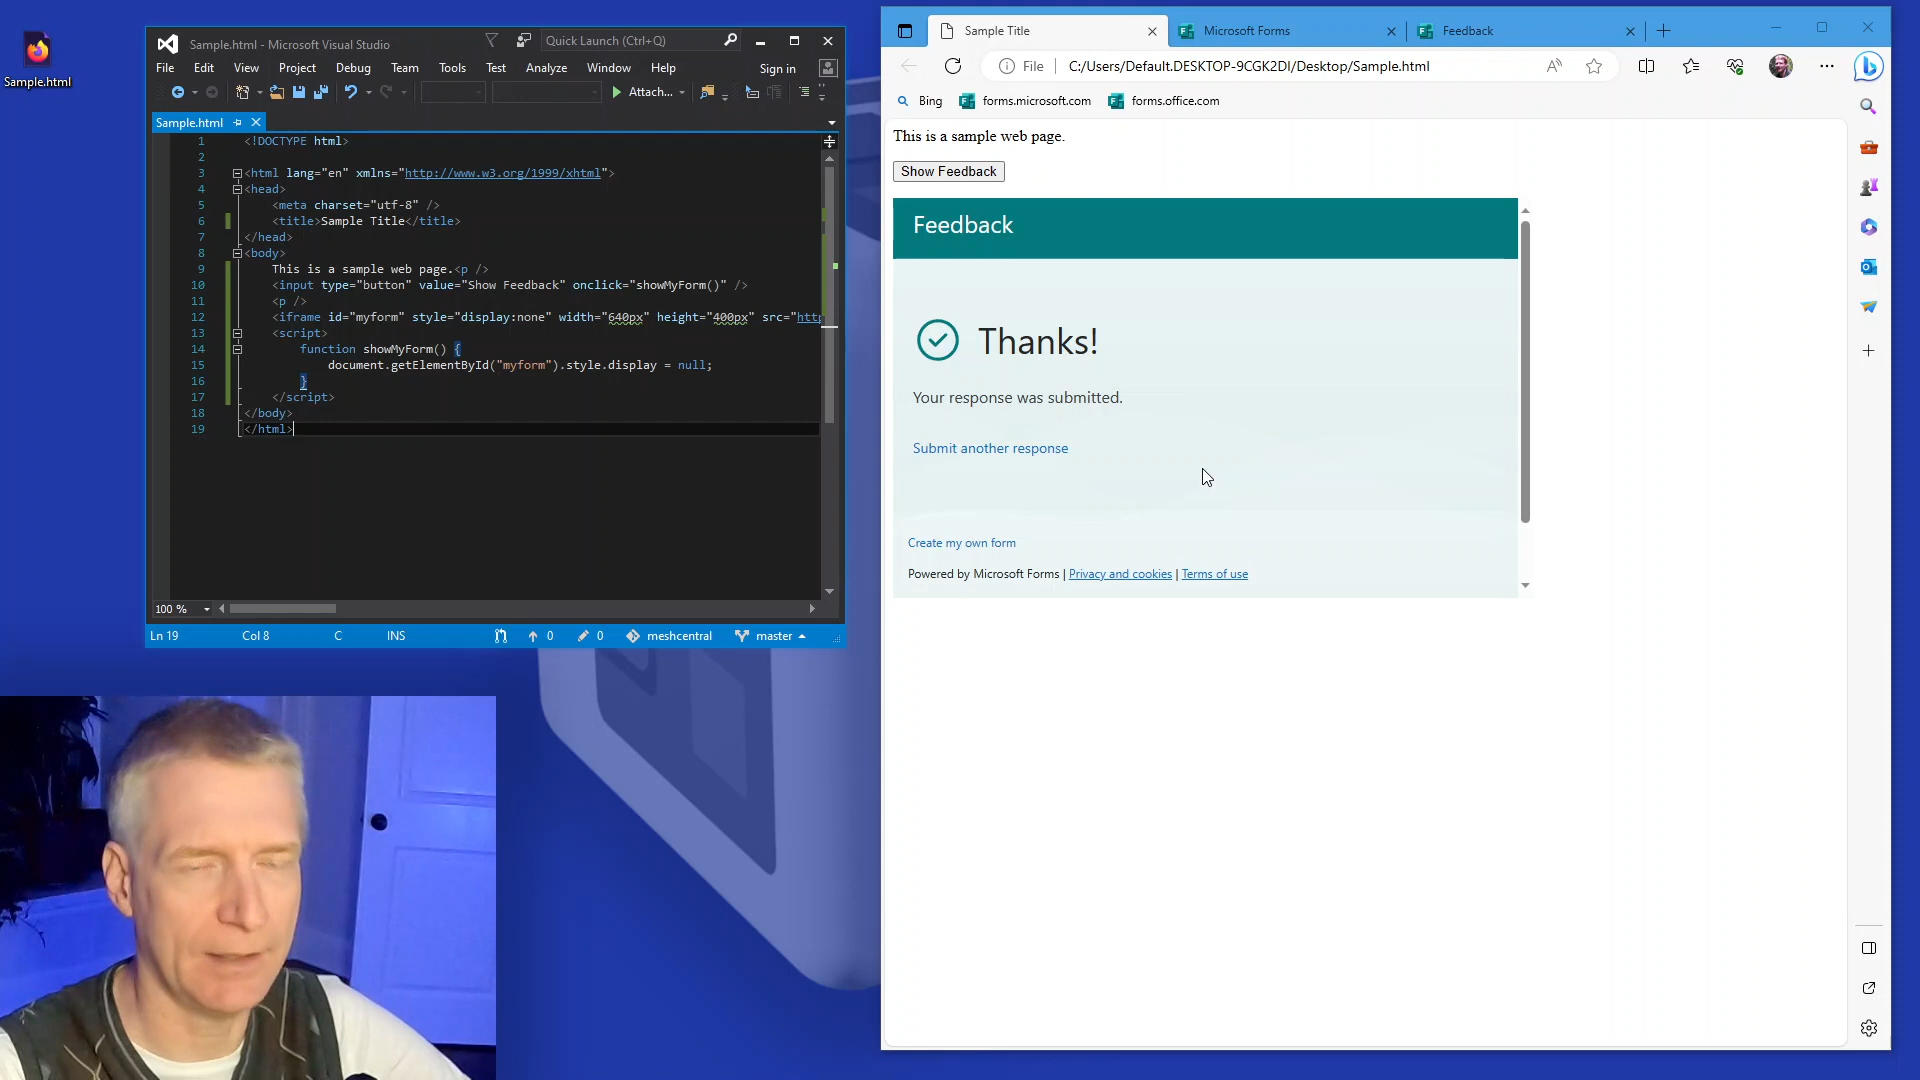 Sample.html
Sample.html - Microsoft Visual Studio
Quick Launch (Ctrl+Q)
File Edit View Project Debug Team Tools Test Analyze Window Help Sign in
Attach...
Sample.html
1 <!DOCTYPE html>
2
3 <html lang="en" xmlns="http://www.w3.org/1999/xhtml">
4 <head>
5 <meta charset="utf-8" />
6 <title>Sample Title</title>
7 </head>
8 <body>
9 This is a sample web page.<p />
10 <input type="button" value="Show Feedback" onclick="showMyForm()" />
11 <p />
12 <iframe id="myform" style="display:none" width="640px" height="400px" src="http
13 <script>
14 function showMyForm() {
15 document.getElementById("myform").style.display = null;
16 }
17 </script>
18 </body>
19 </html>
100 %
Ln 19 Col 8 C INS 0 0 meshcentral master
Sample Title
Microsoft Forms
Feedback
File C:/Users/Default.DESKTOP-9CGK2DI/Desktop/Sample.html
Bing forms.microsoft.com forms.office.com
This is a sample web page.
Show Feedback
Feedback
Thanks!
Your response was submitted.
Submit another response
Create my own form
Powered by Microsoft Forms | Privacy and cookies | Terms of use